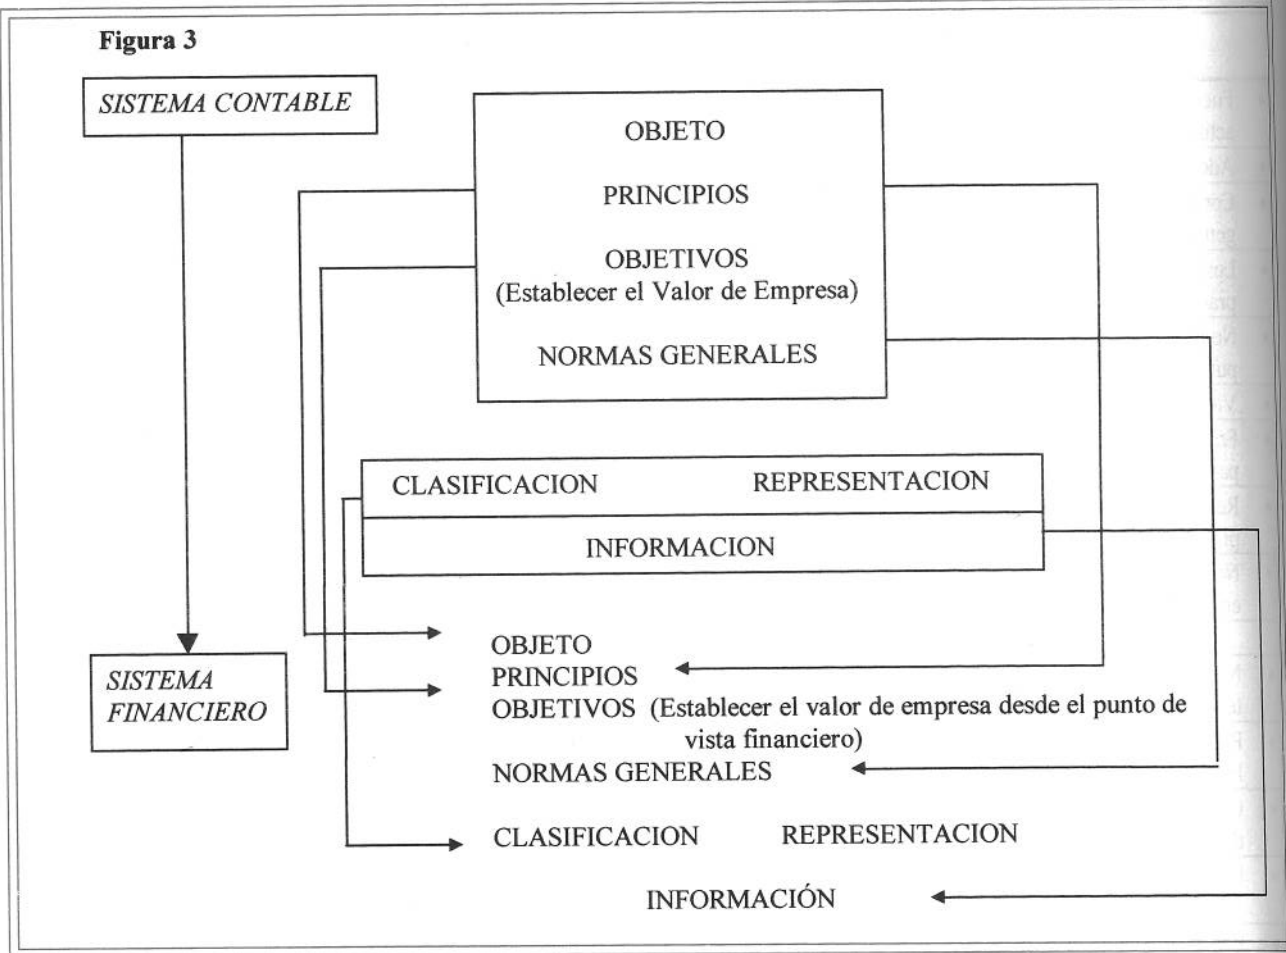 Figura 3
SISTEMA CONTABLE
OBJETO
PRINCIPIOS
OBJETIVOS
(Establecer el Valor de Empresa)
NORMAS GENERALES
CLASIFICACION REPRESENTACION
INFORMACION
SISTEMA
FINANCIERO
OBJETO
PRINCIPIOS
OBJETIVOS (Establecer el valor de empresa desde el punto de
vista financiero)
NORMAS GENERALES
CLASIFICACION REPRESENTACION
INFORMACIÓN